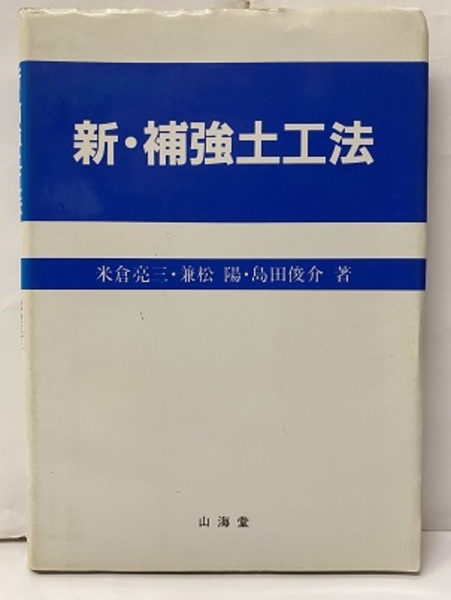 新・補強土工法
米倉亮三・兼松 陽・島田俊介 著
山海堂